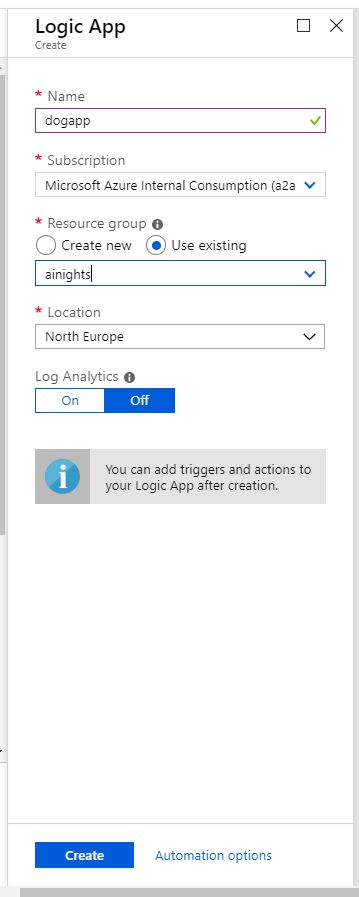 Logic App
Create
* Name
dogapp
* Subscription
Microsoft Azure Internal Consumption (a2a
* Resource group
Create new Use existing
ainights
* Location
North Europe
Log Analytics
On Off
You can add triggers and actions to
your Logic App after creation.
Create Automation options